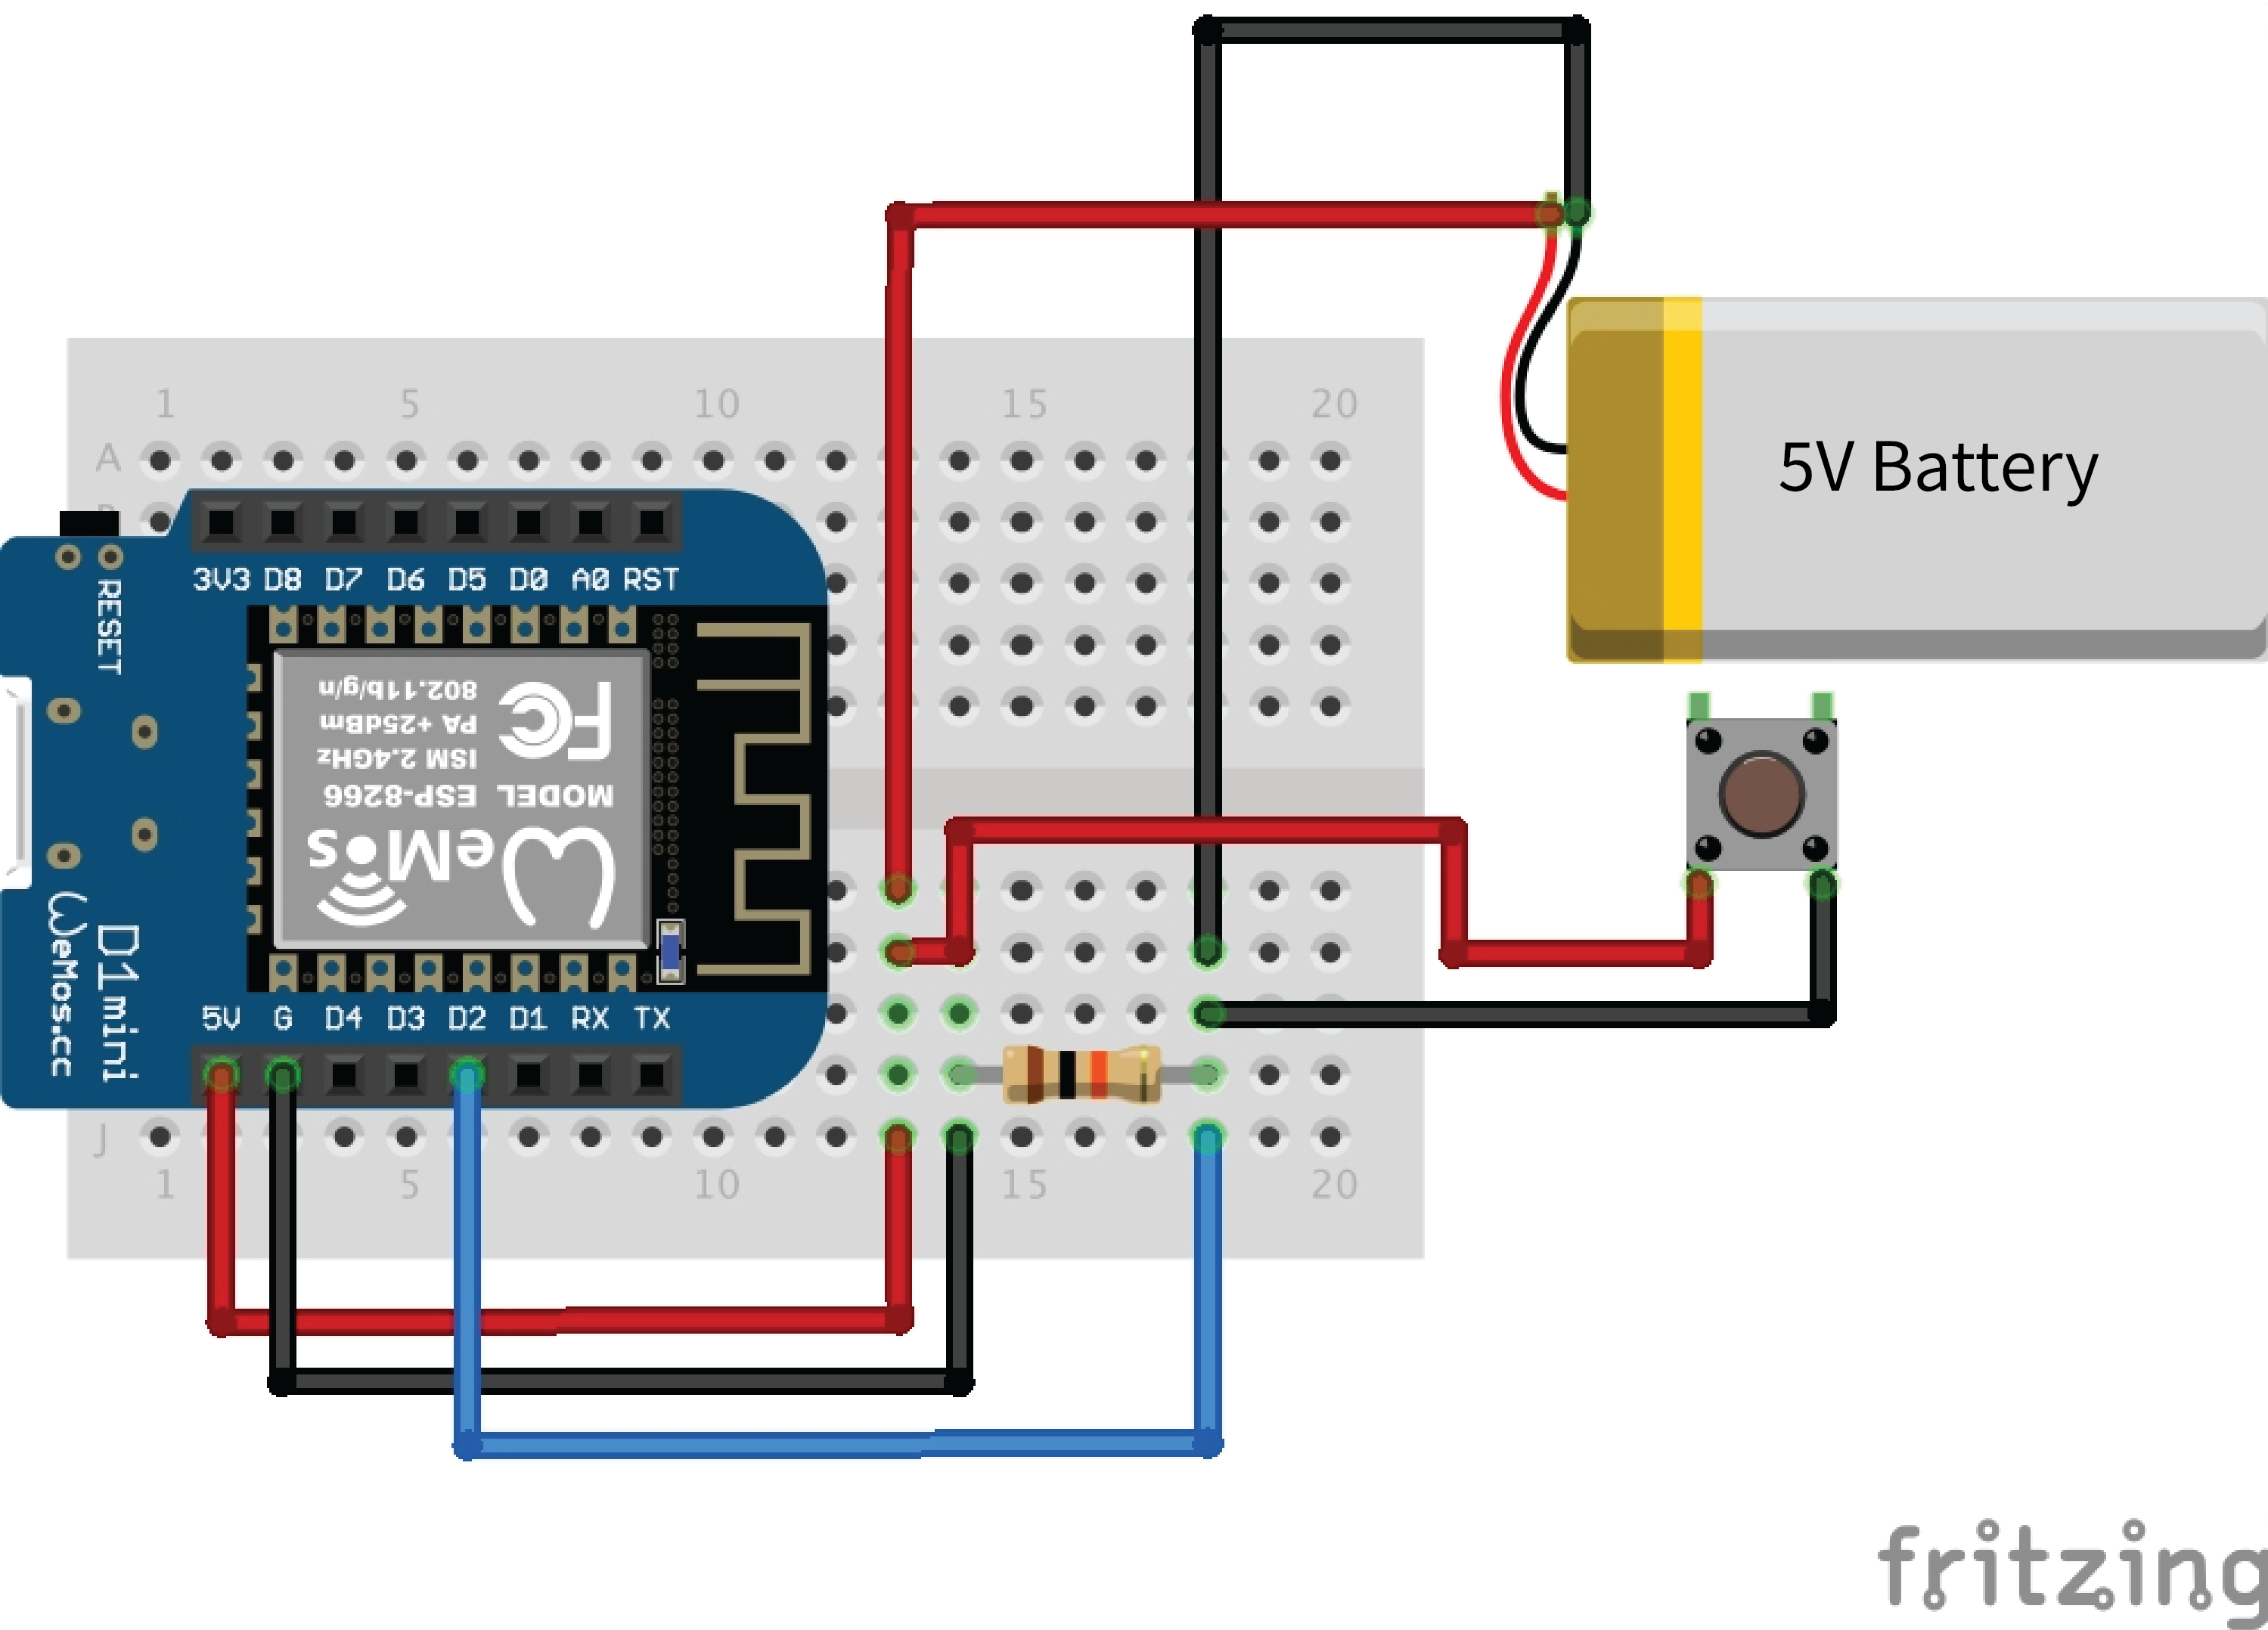 1 5 10 15 20
A
5V Battery
3V3 D8 D7 D6 D5 D0 A0 RST
RESET
802.11b/g/n
PA +25dBm
ISM 2.4GHz
FC
MODEL ESP-8266
WeMos
D1mini
WeMos.cc
5V G D4 D3 D2 D1 RX TX
J
1 5 10 15 20
fritzing